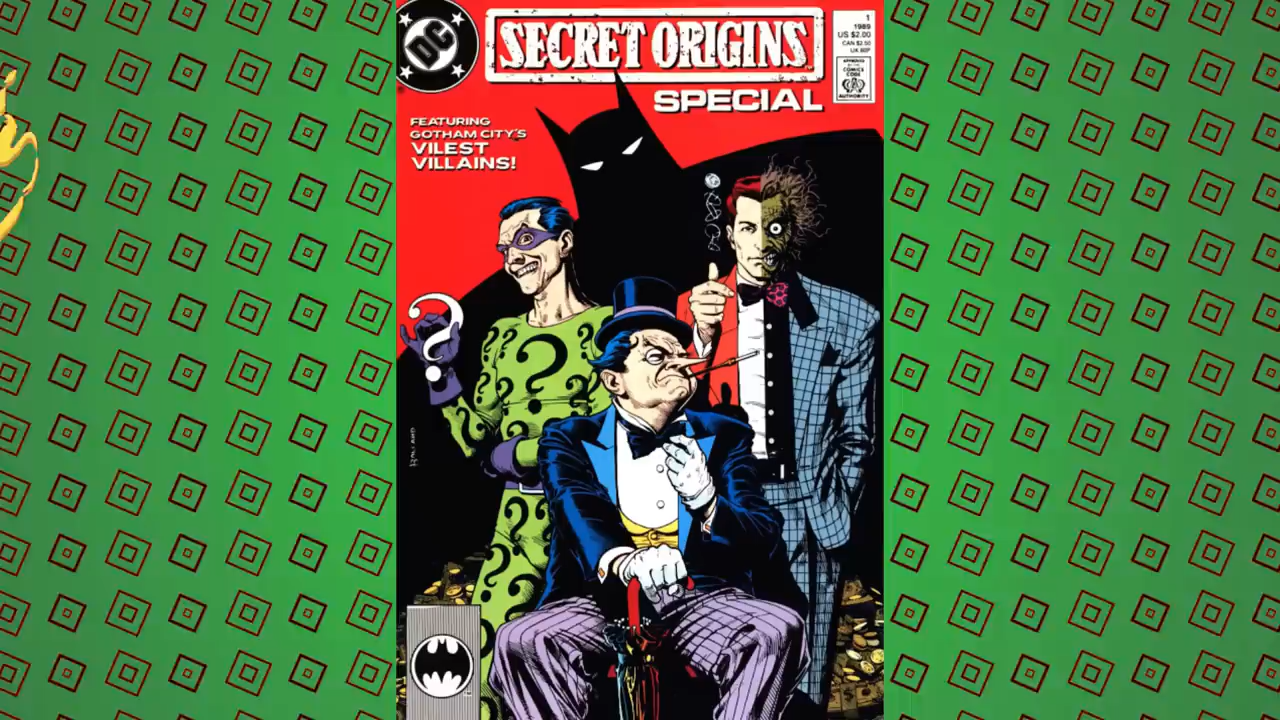 DC
SECRET ORIGINS
SPECIAL
1
1989
US $2.00
CAN $2.50
UK 80P
APPROVED
BY THE
COMICS
CODE
AUTHORITY
FEATURING
GOTHAM CITY'S
VILEST
VILLAINS!
BOLLAND